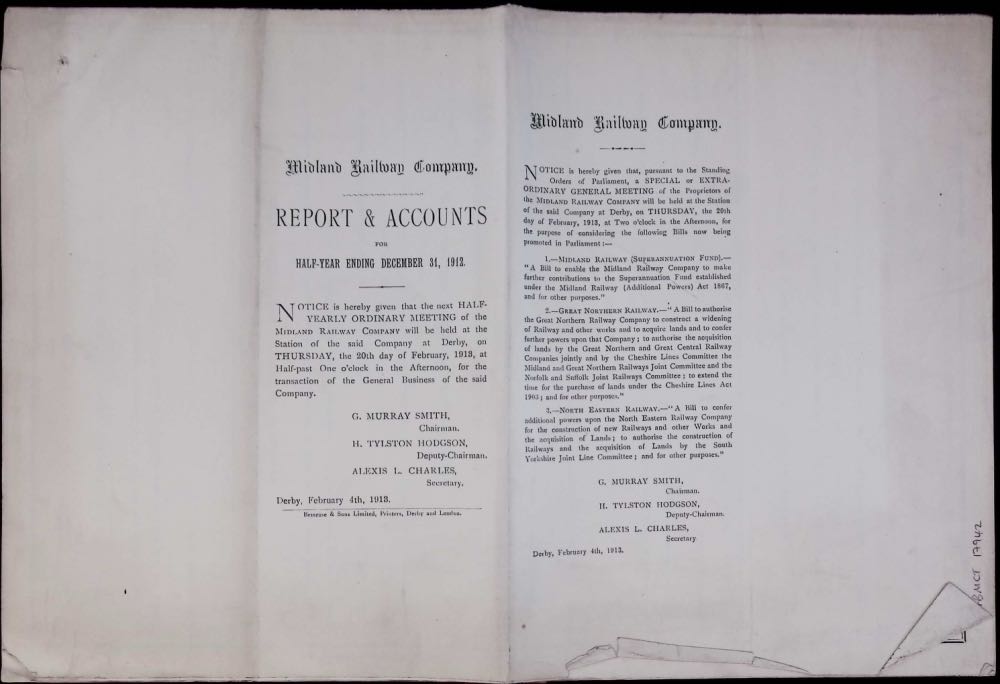 Midland Railway Company.
REPORT & ACCOUNTS
FOR
HALF-YEAR ENDING DECEMBER 31, 1912.
NOTICE is hereby given that the next HALF-
YEARLY ORDINARY MEETING of the
MIDLAND RAILWAY COMPANY will be held at the
Station of the said Company at Derby, on
THURSDAY, the 20th day of February, 1913, at
Half-past One o'clock in the Afternoon, for the
transaction of the General Business of the said
Company.
G. MURRAY SMITH,
Chairman.
H. TYLSTON HODGSON,
Deputy-Chairman.
ALEXIS L. CHARLES,
Secretary.
Derby, February 4th, 1913.
Bemrose & Sons Limited, Printers, Derby and London.
Midland Railway Company.
NOTICE is hereby given that, pursuant to the Standing
Orders of Parliament, a SPECIAL or EXTRA-
ORDINARY GENERAL MEETING of the Proprietors of
the MIDLAND RAILWAY COMPANY will be held at the Station
of the said Company at Derby, on THURSDAY, the 20th
day of February, 1913, at Two o'clock in the Afternoon, for
the purpose of considering the following Bills now being
promoted in Parliament:—
1.—MIDLAND RAILWAY (SUPERANNUATION FUND).—
"A Bill to enable the Midland Railway Company to make
further contributions to the Superannuation Fund established
under the Midland Railway (Additional Powers) Act 1867,
and for other purposes."
2.—GREAT NORTHERN RAILWAY.—"A Bill to authorise
the Great Northern Railway Company to construct a widening
of Railway and other works and to acquire lands and to confer
further powers upon that Company; to authorise the acquisition
of lands by the Great Northern and Great Central Railway
Companies jointly and by the Cheshire Lines Committee the
Midland and Great Northern Railways Joint Committee and the
Norfolk and Suffolk Joint Railways Committee; to extend the
time for the purchase of lands under the Cheshire Lines Act
1903; and for other purposes."
3.—NORTH EASTERN RAILWAY.—"A Bill to confer
additional powers upon the North Eastern Railway Company
for the construction of new Railways and other Works and
the acquisition of Lands; to authorise the construction of
Railways and the acquisition of Lands by the South
Yorkshire Joint Line Committee; and for other purposes."
G. MURRAY SMITH,
Chairman.
H. TYLSTON HODGSON,
Deputy-Chairman.
ALEXIS L. CHARLES,
Secretary
Derby, February 4th, 1913.
17942